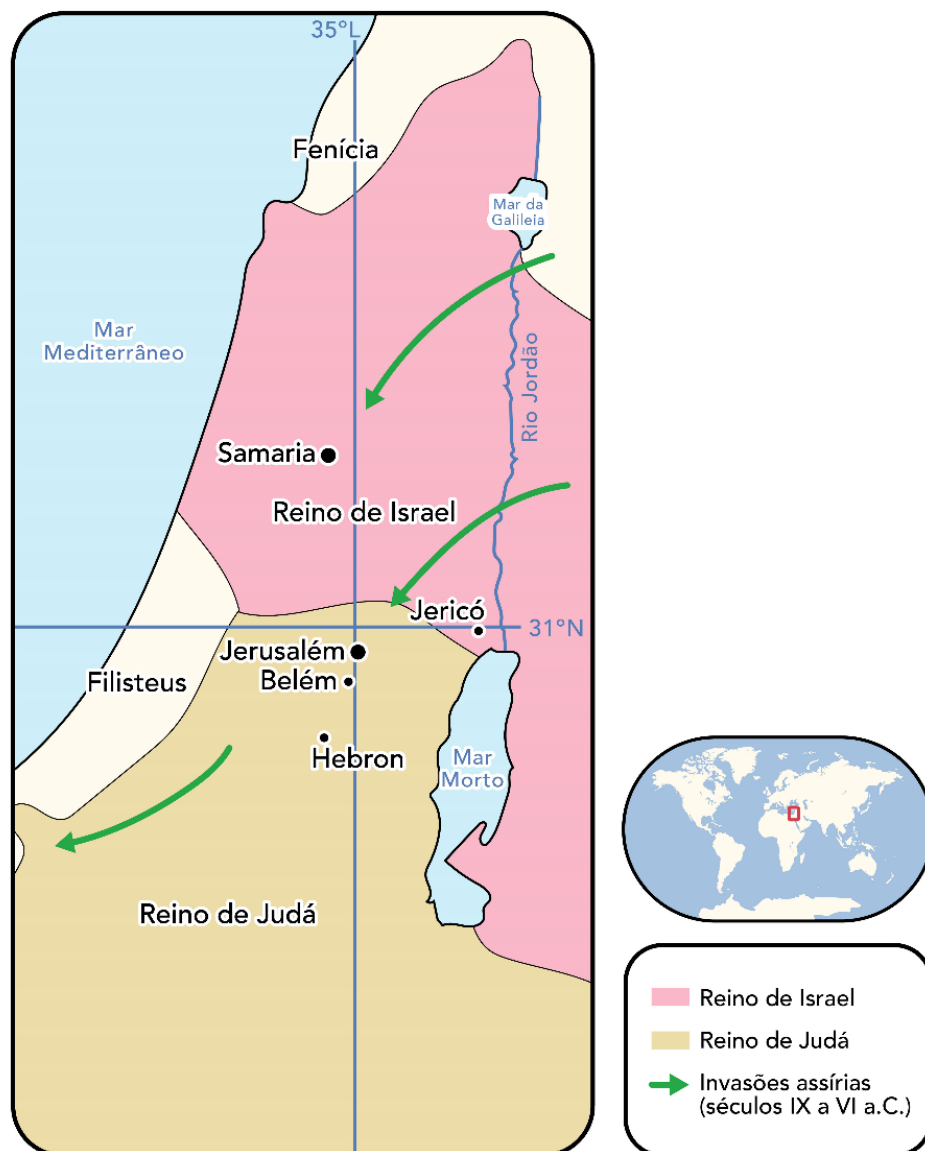 35°L
Fenícia
Mar da
Galileia
Mar
Mediterrâneo
Rio Jordão
Samaria
Reino de Israel
Jericó
31°N
Jerusalém
Belém
Filisteus
Hebron
Mar
Morto
Reino de Judá
Reino de Israel
Reino de Judá
Invasões assírias
(séculos IX a VI a.C.)